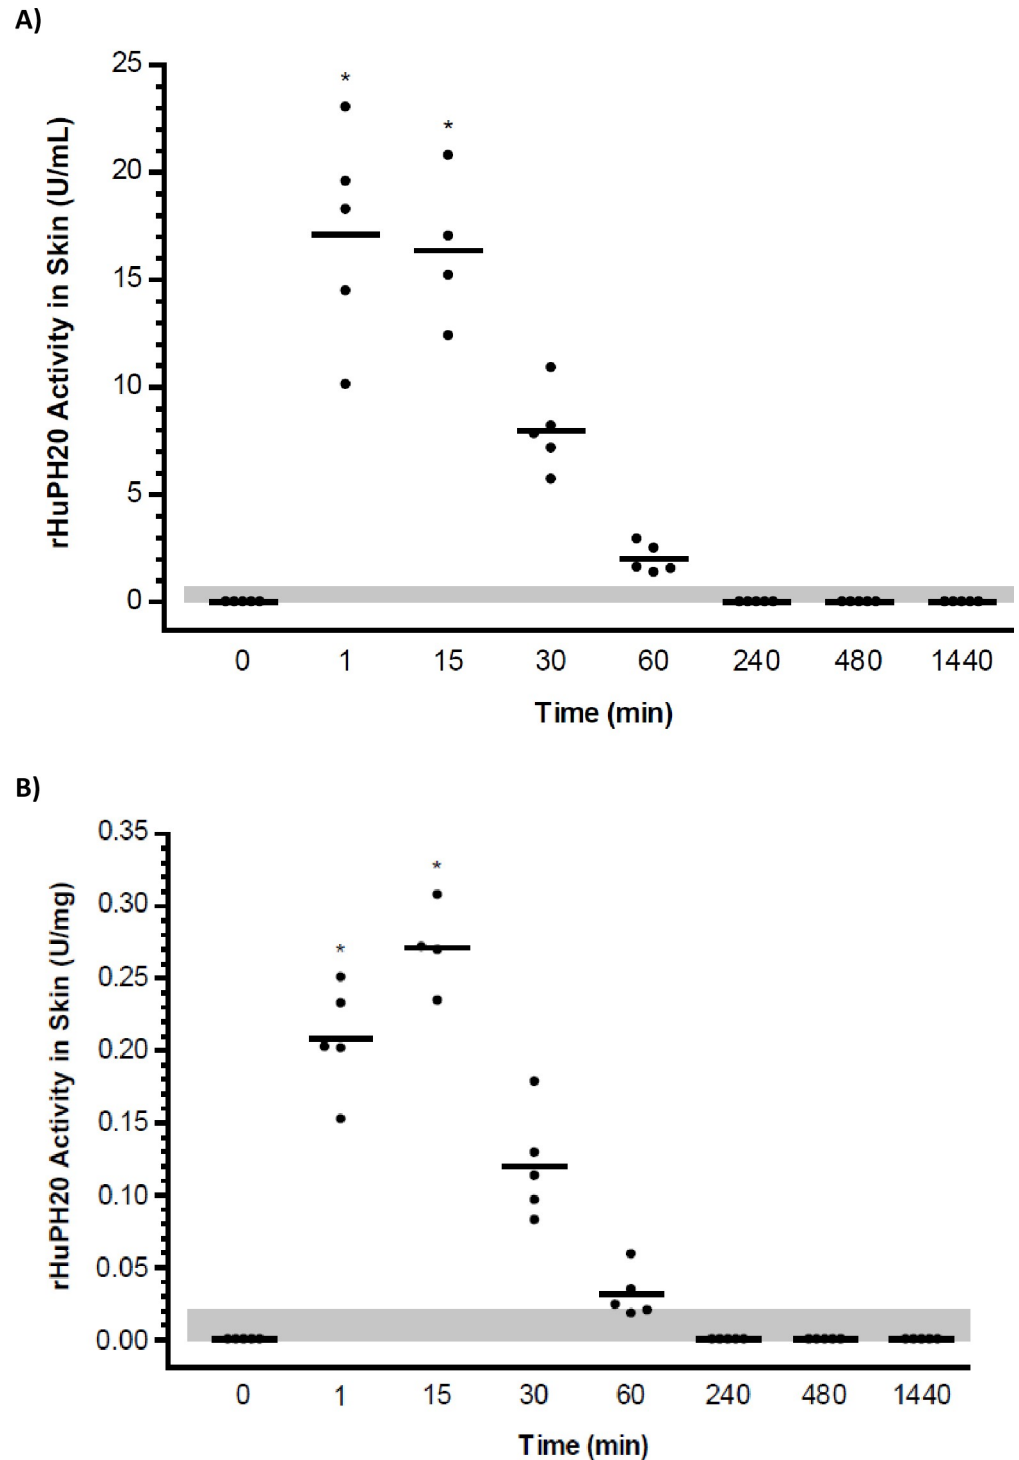 A)
rHuPH20 Activity in Skin (U/mL)
25
20
15
10
5
0
*
*
0 1 15 30 60 240 480 1440
Time (min)
B)
rHuPH20 Activity in Skin (U/mg)
0.35
0.30
0.25
0.20
0.15
0.10
0.05
0.00
*
*
0 1 15 30 60 240 480 1440
Time (min)